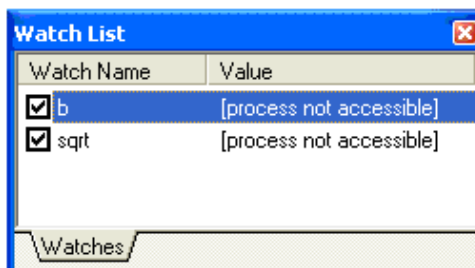 Watch List
Watch Name Value
b [process not accessible]
sqrt [process not accessible]
Watches